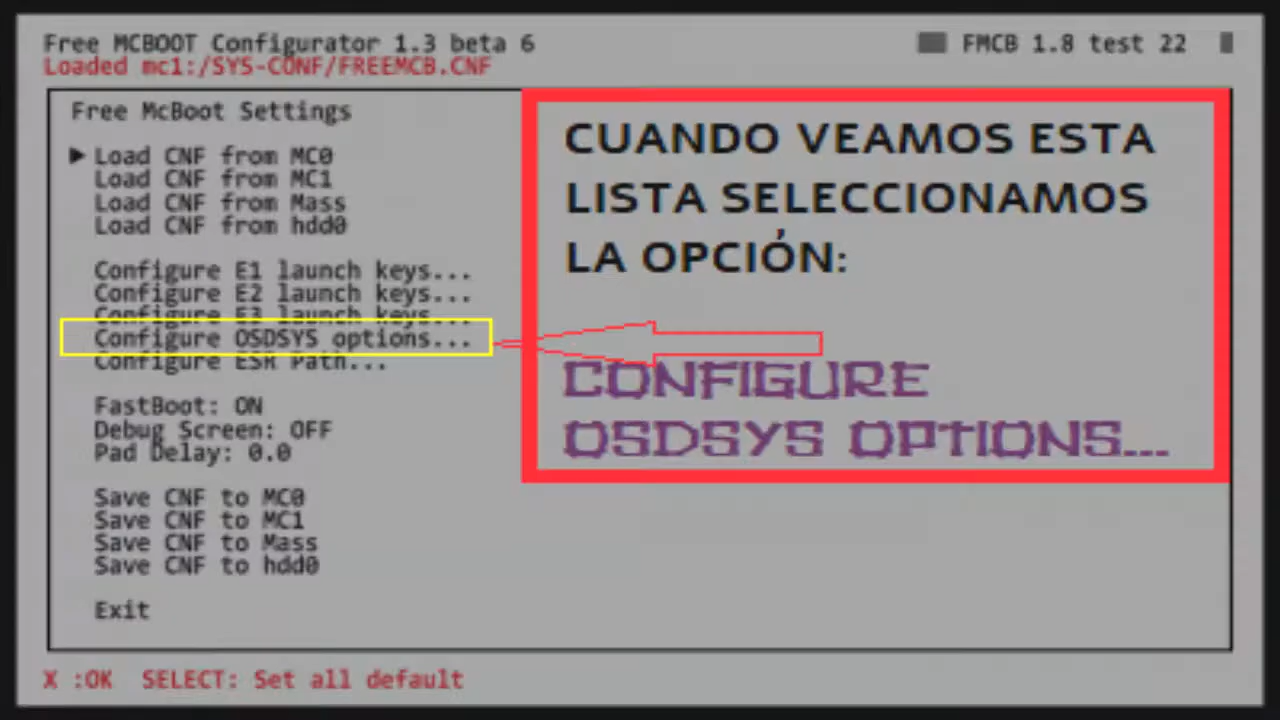 Free MCBOOT Configurator 1.3 beta 6
FMCB 1.8 test 22
Loaded mc1:/SYS-CONF/FREEMCB.CNF
Free McBoot Settings
Load CNF from MC0
Load CNF from MC1
Load CNF from Mass
Load CNF from hdd0
Configure E1 launch keys...
Configure E2 launch keys...
Configure E3 launch keys...
Configure OSDSYS options...
Configure ESR Path...
FastBoot: ON
Debug Screen: OFF
Pad Delay: 0.0
Save CNF to MC0
Save CNF to MC1
Save CNF to Mass
Save CNF to hdd0
Exit
CUANDO VEAMOS ESTA
LISTA SELECCIONAMOS
LA OPCIÓN:
CONFIGURE
OSDSYS OPTIONS...
X :OK SELECT: Set all default